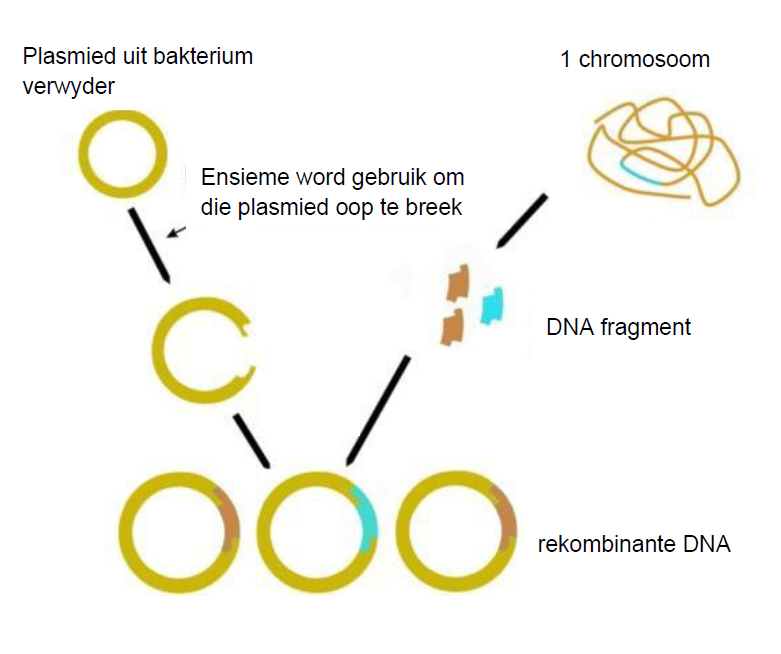 Plasmied uit bakterium
verwyder
1 chromosoom
Ensieme word gebruik om
die plasmied oop te breek
DNA fragment
rekombinante DNA